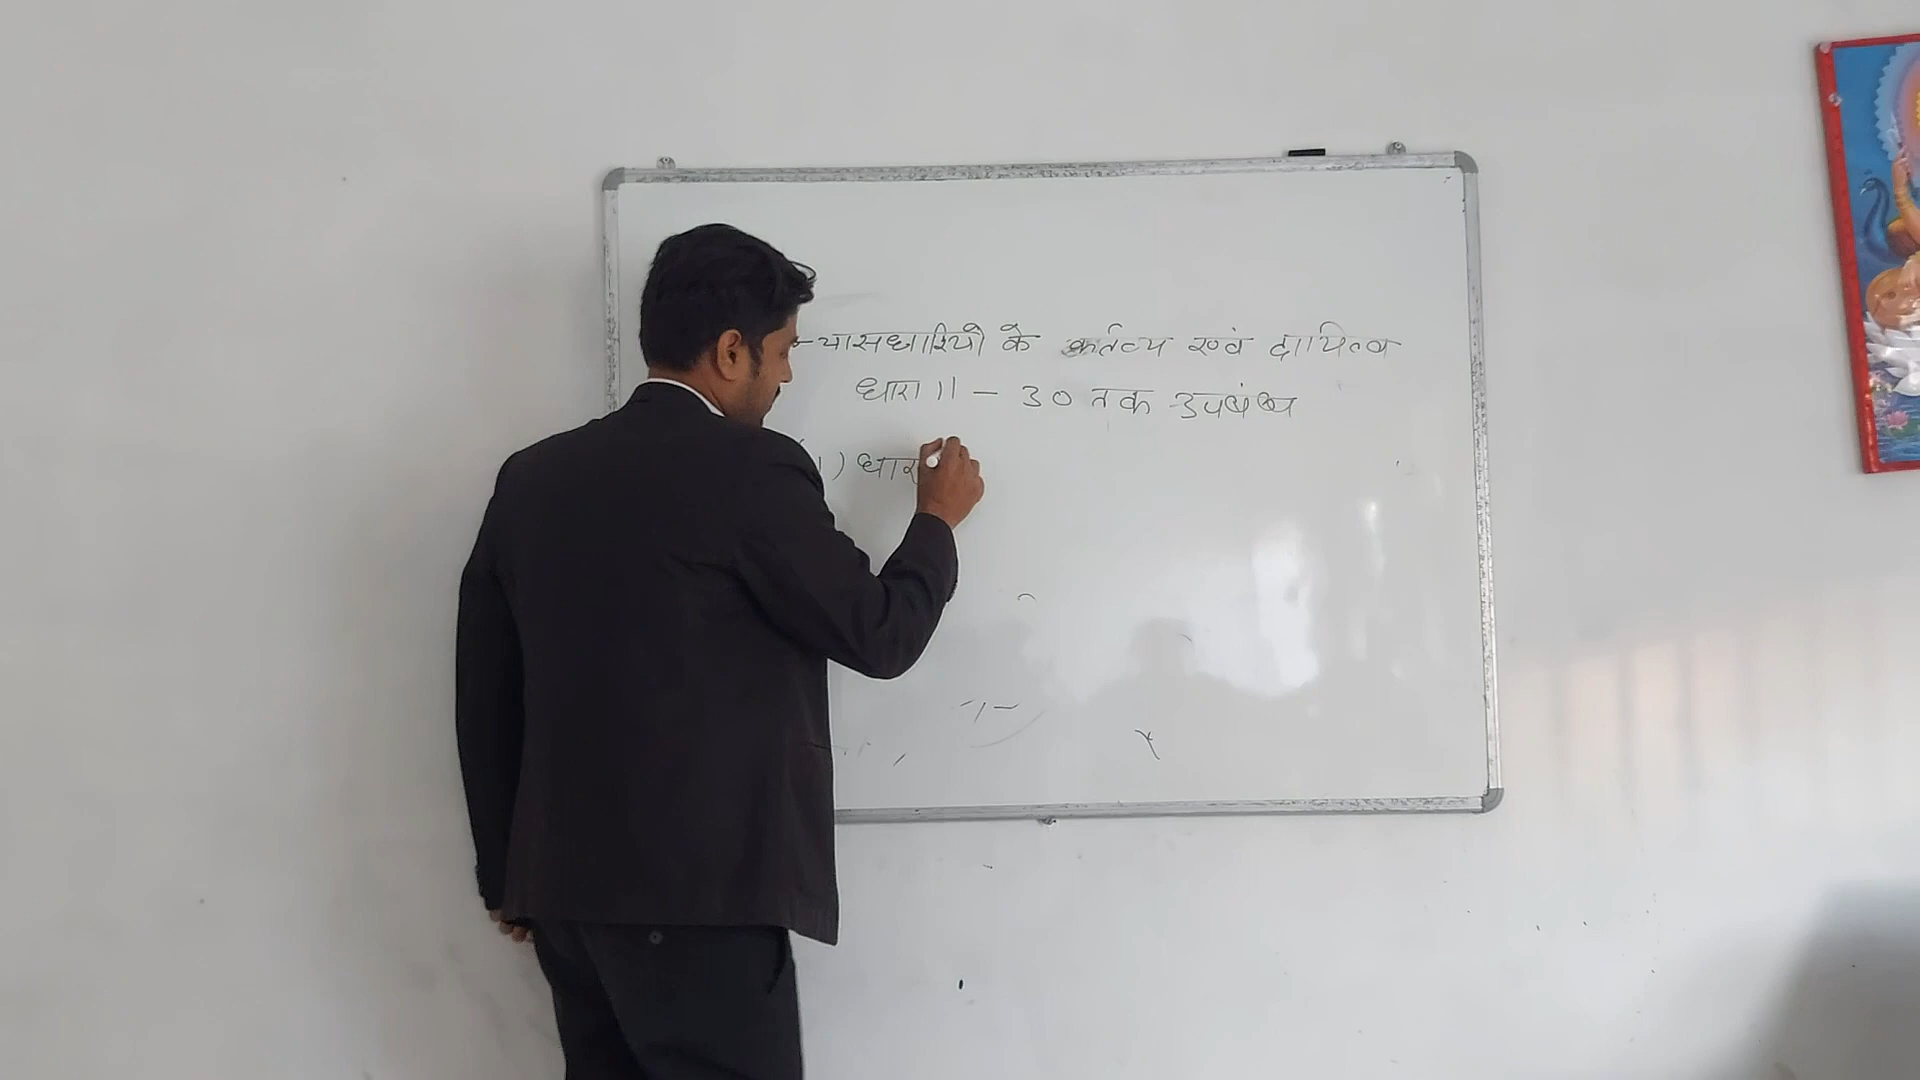 न्यासधारियो के कर्तव्य एवं दायित्व
धारा 11 - 30 तक उपबंध
1) धारा